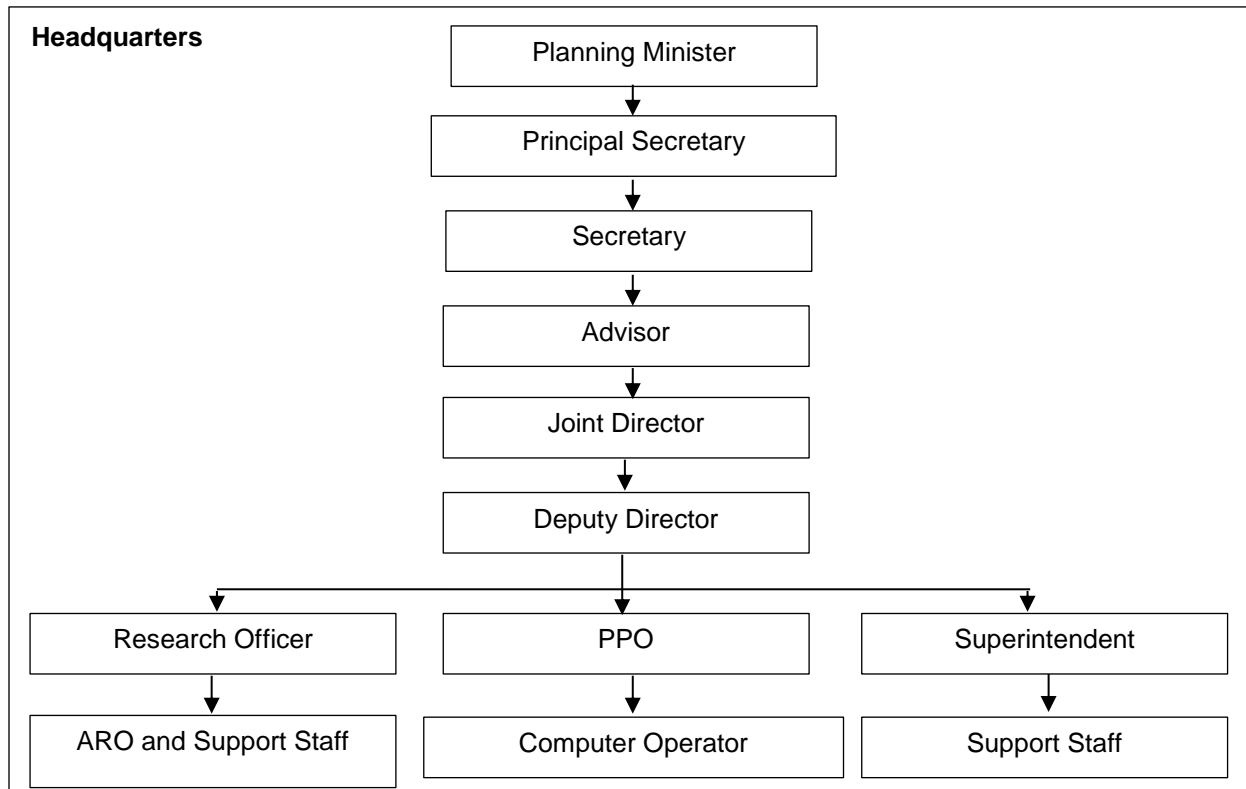 Headquarters
Planning Minister
Principal Secretary
Secretary
Advisor
Joint Director
Deputy Director
Research Officer
PPO
Superintendent
ARO and Support Staff
Computer Operator
Support Staff